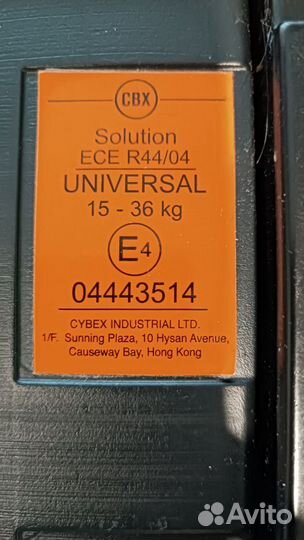 CBX
Solution
ECE R44/04
UNIVERSAL
15 - 36 kg
E4
04443514
CYBEX INDUSTRIAL LTD.
1/F. Sunning Plaza, 10 Hysan Avenue,
Causeway Bay, Hong Kong
Avito